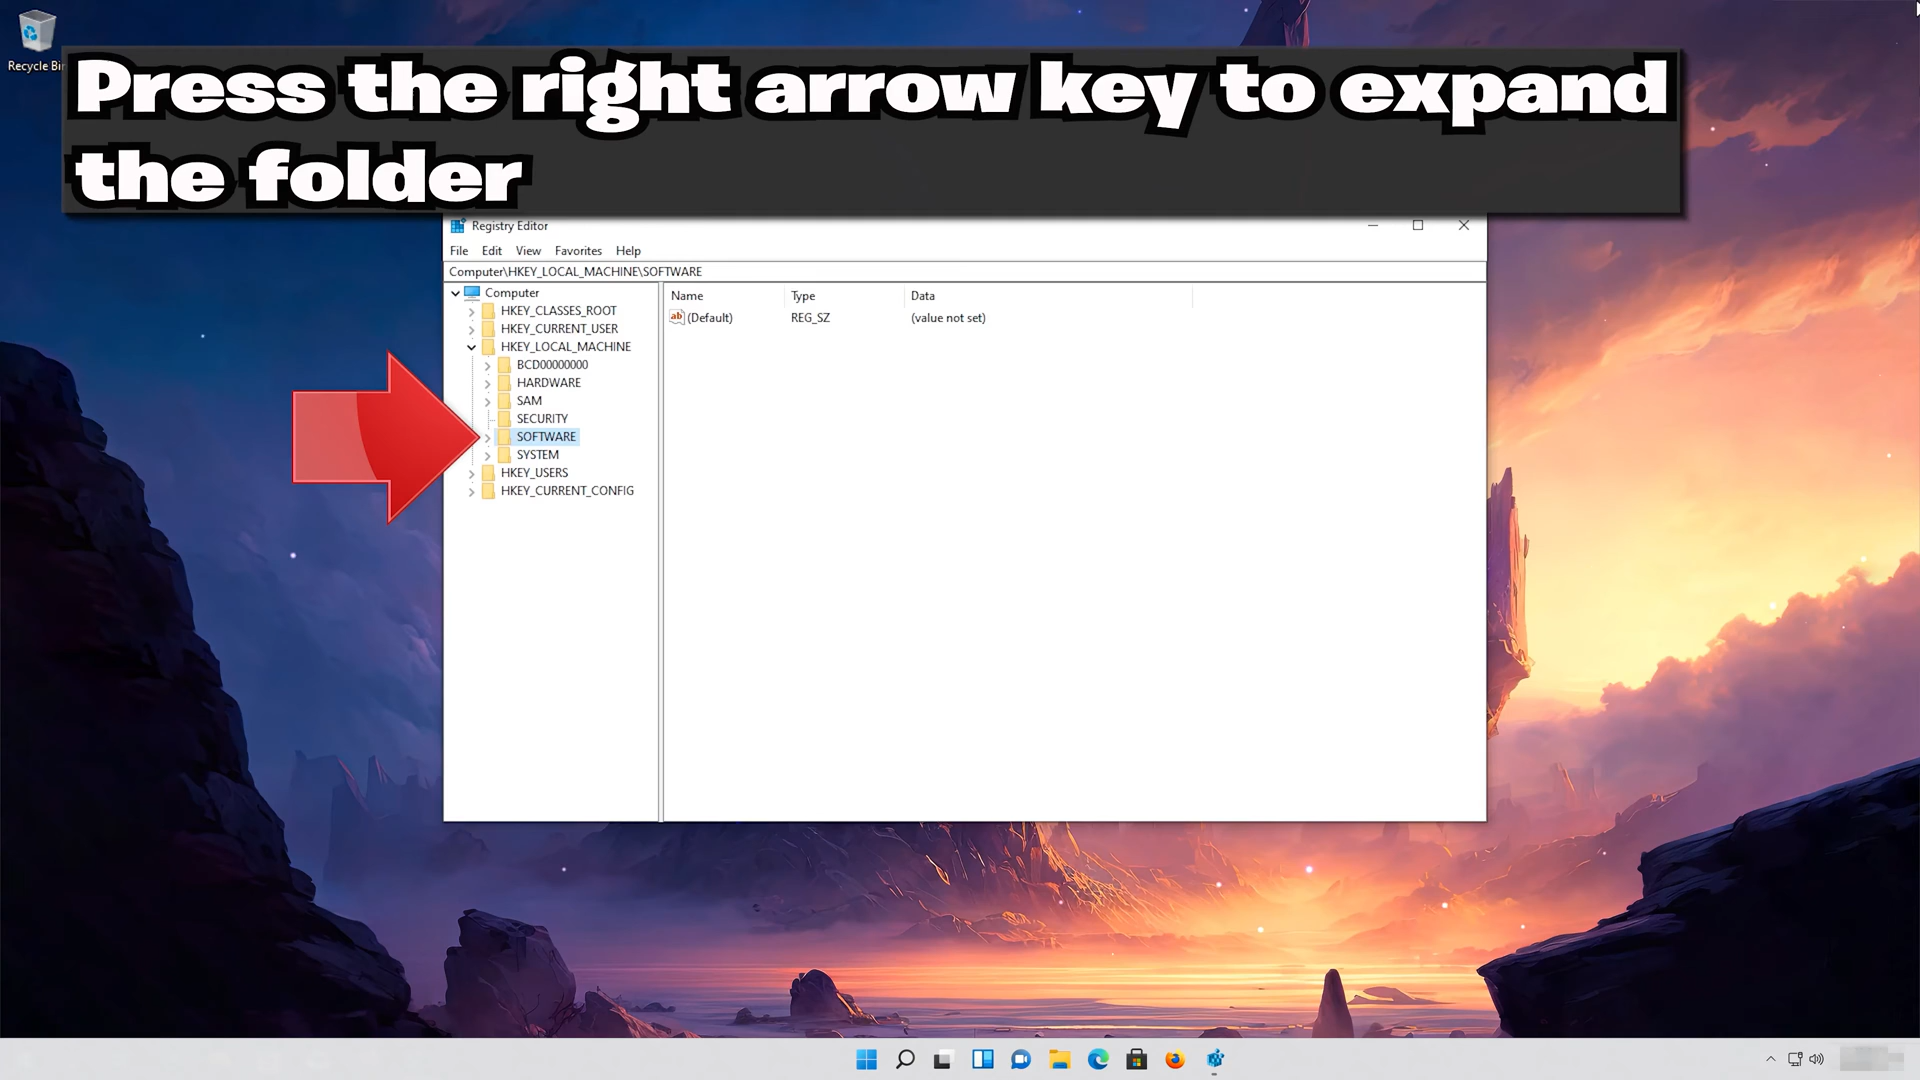 Recycle Bin
Press the right arrow key to expand
the folder
Registry Editor
File Edit View Favorites Help
Computer\HKEY_LOCAL_MACHINE\SOFTWARE
Computer
HKEY_CLASSES_ROOT
HKEY_CURRENT_USER
HKEY_LOCAL_MACHINE
BCD00000000
HARDWARE
SAM
SECURITY
SOFTWARE
SYSTEM
HKEY_USERS
HKEY_CURRENT_CONFIG
Name Type Data
ab (Default) REG_SZ (value not set)